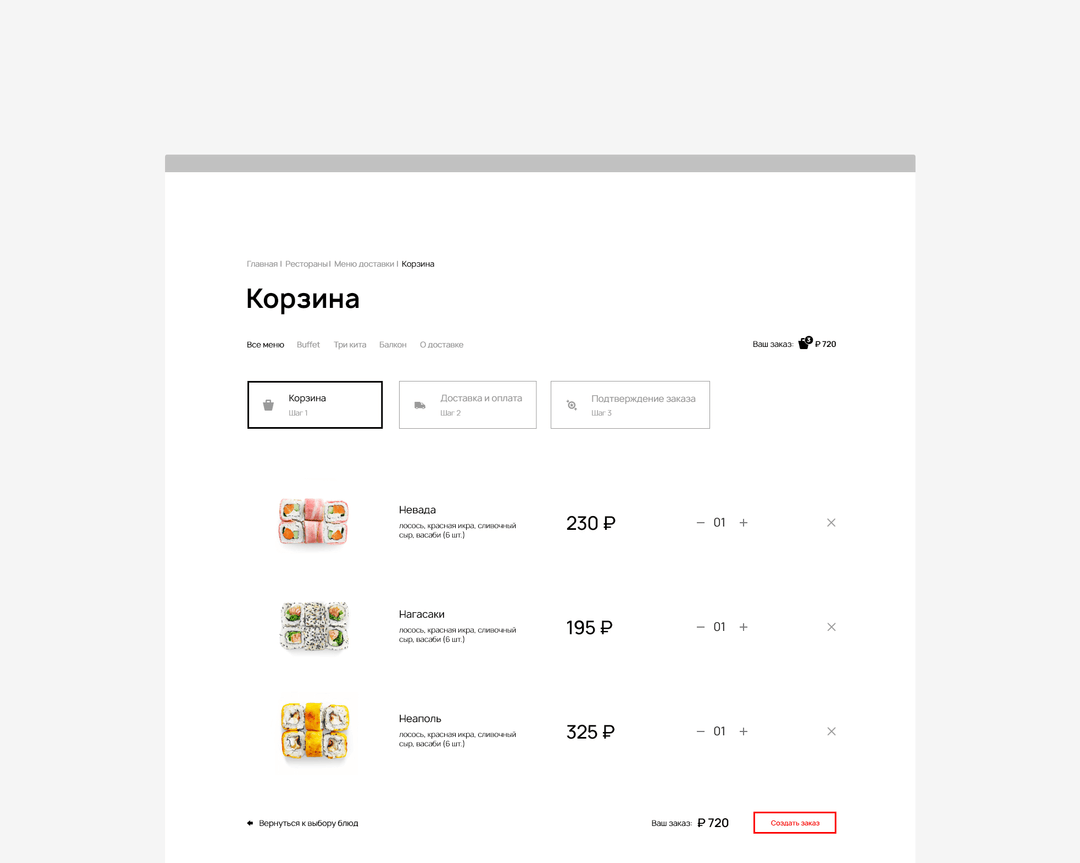 Главная | Рестораны | Меню доставки | Корзина
Корзина
Все меню Buffet Три кита Балкон О доставке
Ваш заказ: 3 ₽ 720
Корзина
Шаг 1
Доставка и оплата
Шаг 2
Подтверждение заказа
Шаг 3
Невада
лосось, красная икра, сливочный
сыр, васаби (6 шт.)
230 ₽
— 01 + ×
Нагасаки
лосось, красная икра, сливочный
сыр, васаби (6 шт.)
195 ₽
— 01 + ×
Неаполь
лосось, красная икра, сливочный
сыр, васаби (6 шт.)
325 ₽
— 01 + ×
Вернуться к выбору блюд
Ваш заказ: ₽ 720
Создать заказ